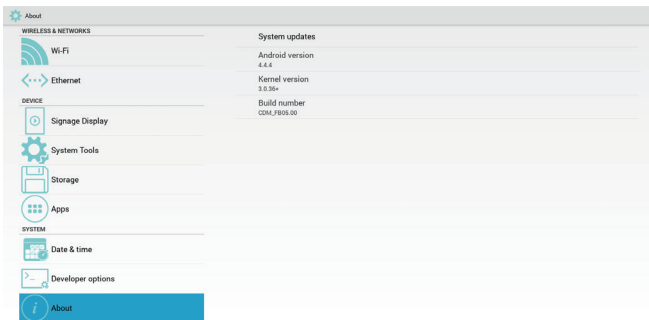 About
WIRELESS & NETWORKS
Wi-Fi
Ethernet
DEVICE
Signage Display
System Tools
Storage
Apps
SYSTEM
Date & time
Developer options
About
System updates
Android version
4.4.4
Kernel version
3.0.36+
Build number
CDM_FB05.00